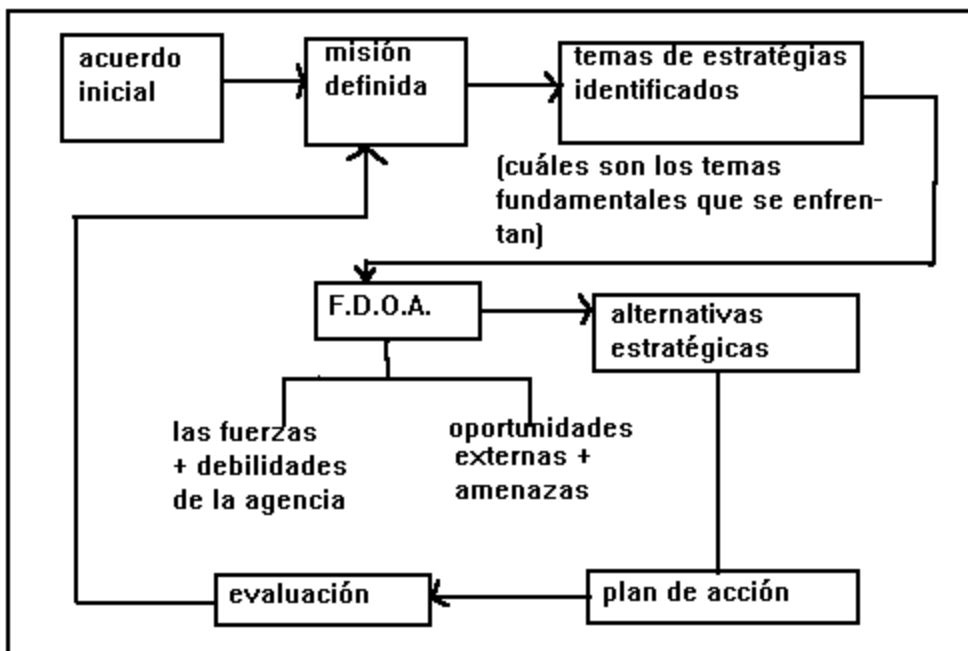 acuerdo
inicial
misión
definida
temas de estratégias
identificados
(cuáles son los temas
fundamentales que se enfren-
tan)
F.D.O.A.
alternativas
estratégicas
las fuerzas
+ debilidades
de la agencia
oportunidades
externas +
amenazas
plan de acción
evaluación